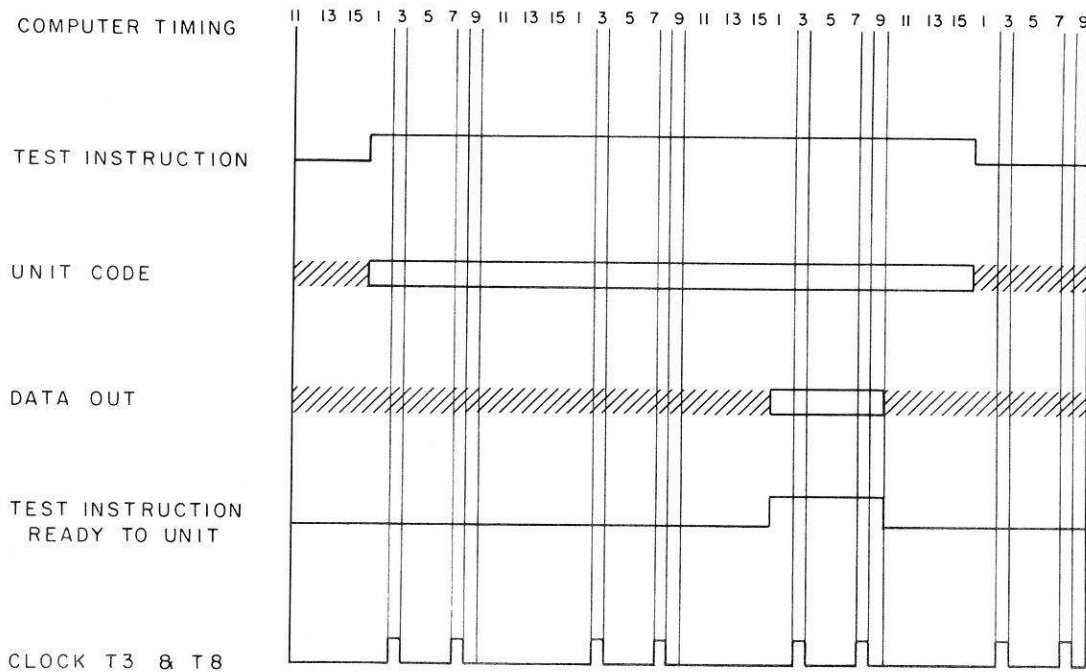 COMPUTER TIMING 11 13 15 1 3 5 7 9 11 13 15 1 3 5 7 9 11 13 15 1 3 5 7 9 11 13 15 1 3 5 7 9
TEST INSTRUCTION
UNIT CODE
DATA OUT
TEST INSTRUCTION
READY TO UNIT
CLOCK T3 & T8